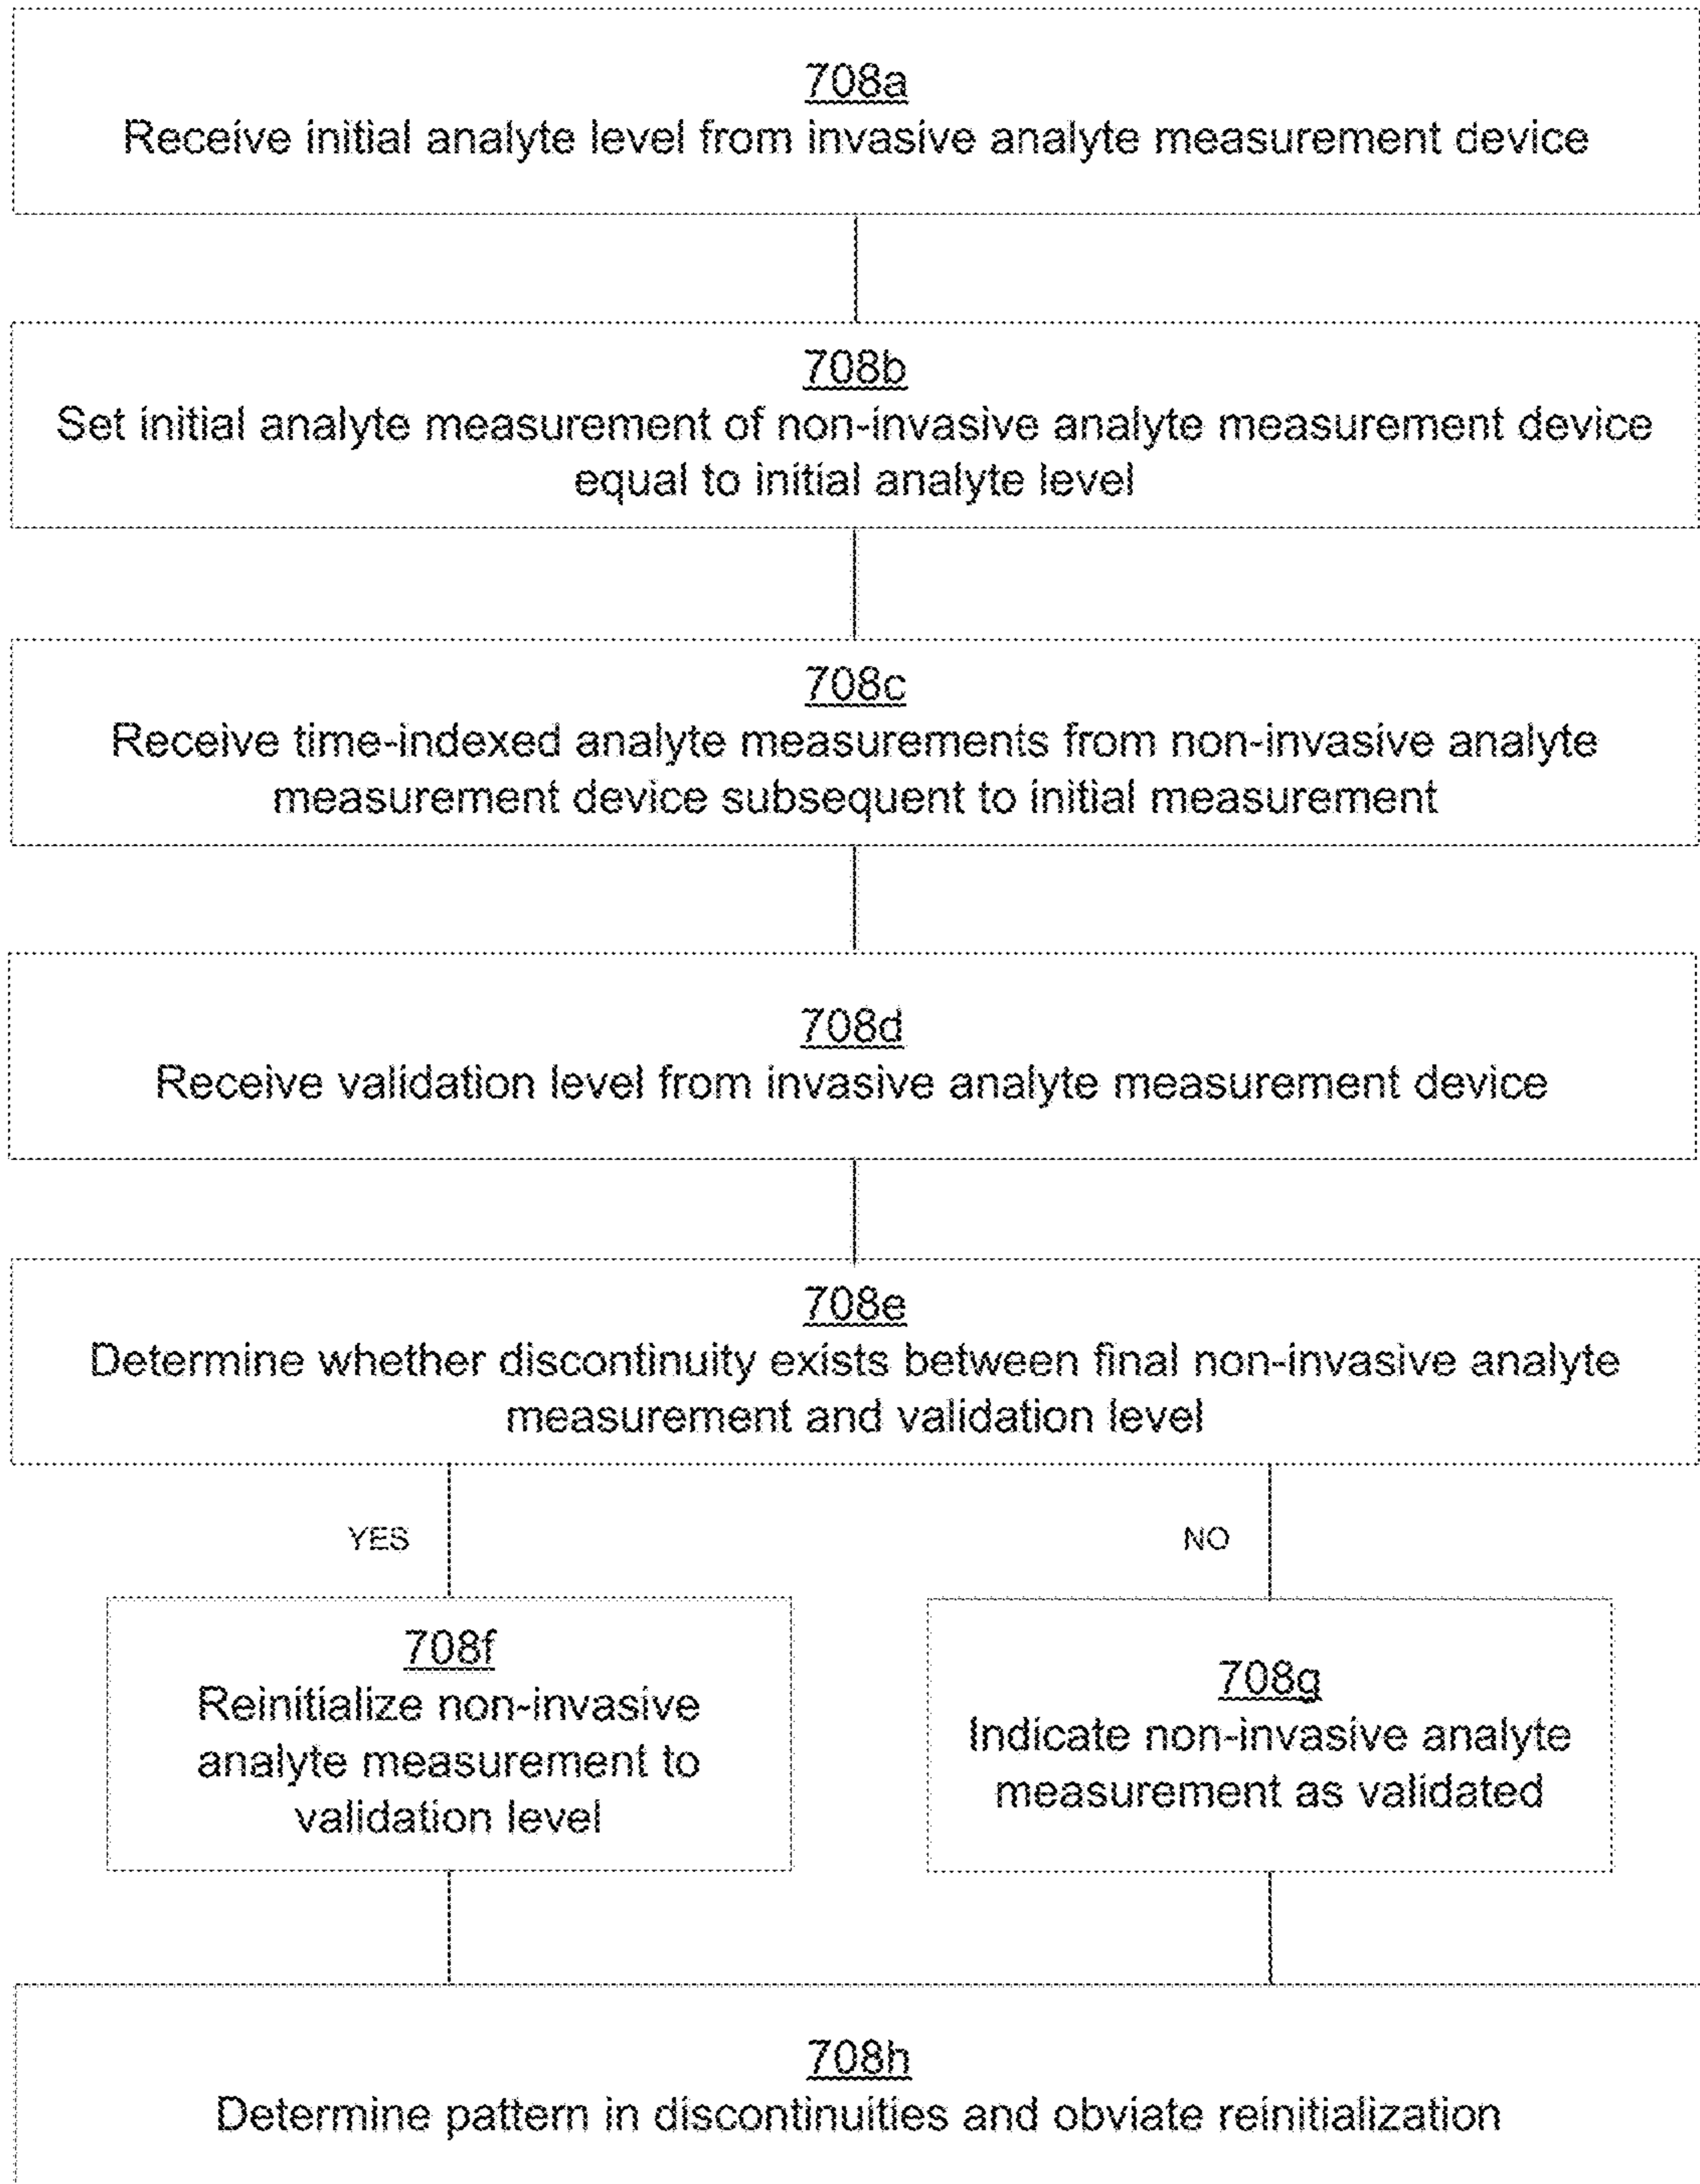 708a
Receive initial analyte level from invasive analyte measurement device
708b
Set initial analyte measurement of non-invasive analyte measurement device
equal to initial analyte level
708c
Receive time-indexed analyte measurements from non-invasive analyte
measurement device subsequent to initial measurement
708d
Receive validation level from invasive analyte measurement device
708e
Determine whether discontinuity exists between final non-invasive analyte
measurement and validation level
YES
NO
708f
Reinitialize non-invasive
analyte measurement to
validation level
708g
Indicate non-invasive analyte
measurement as validated
708h
Determine pattern in discontinuities and obviate reinitialization